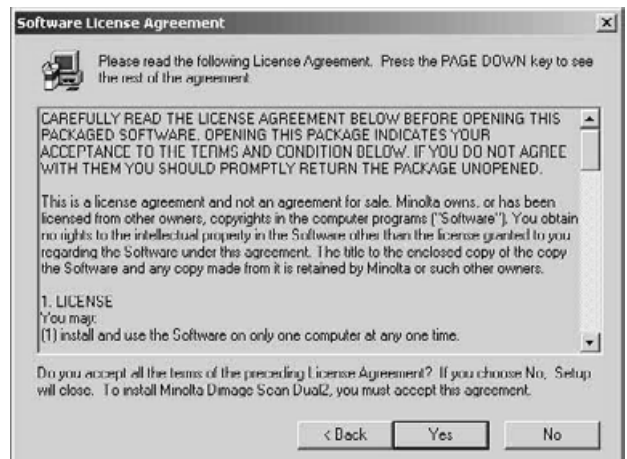 Software License Agreement
Please read the following License Agreement. Press the PAGE DOWN key to see
the rest of the agreement
CAREFULLY READ THE LICENSE AGREEMENT BELOW BEFORE OPENING THIS
PACKAGED SOFTWARE. OPENING THIS PACKAGE INDICATES YOUR
ACCEPTANCE TO THE TERMS AND CONDITION BELOW. IF YOU DO NOT AGREE
WITH THEM YOU SHOULD PROMPTLY RETURN THE PACKAGE UNOPENED.
This is a license agreement and not an agreement for sale. Minolta owns, or has been
licensed from other owners, copyrights in the computer programs ("Software"). You obtain
no rights to the intellectual property in the Software other than the license granted to you
regarding the Software under this agreement. The title to the enclosed copy of the copy
the Software and any copy made from it is retained by Minolta or such other owners.
1. LICENSE
You may:
(1) install and use the Software on only one computer at any one time.
Do you accept all the terms of the preceding License Agreement? If you choose No, Setup
will close. To install Minolta Dimage Scan Dual2, you must accept this agreement.
< Back
Yes
No